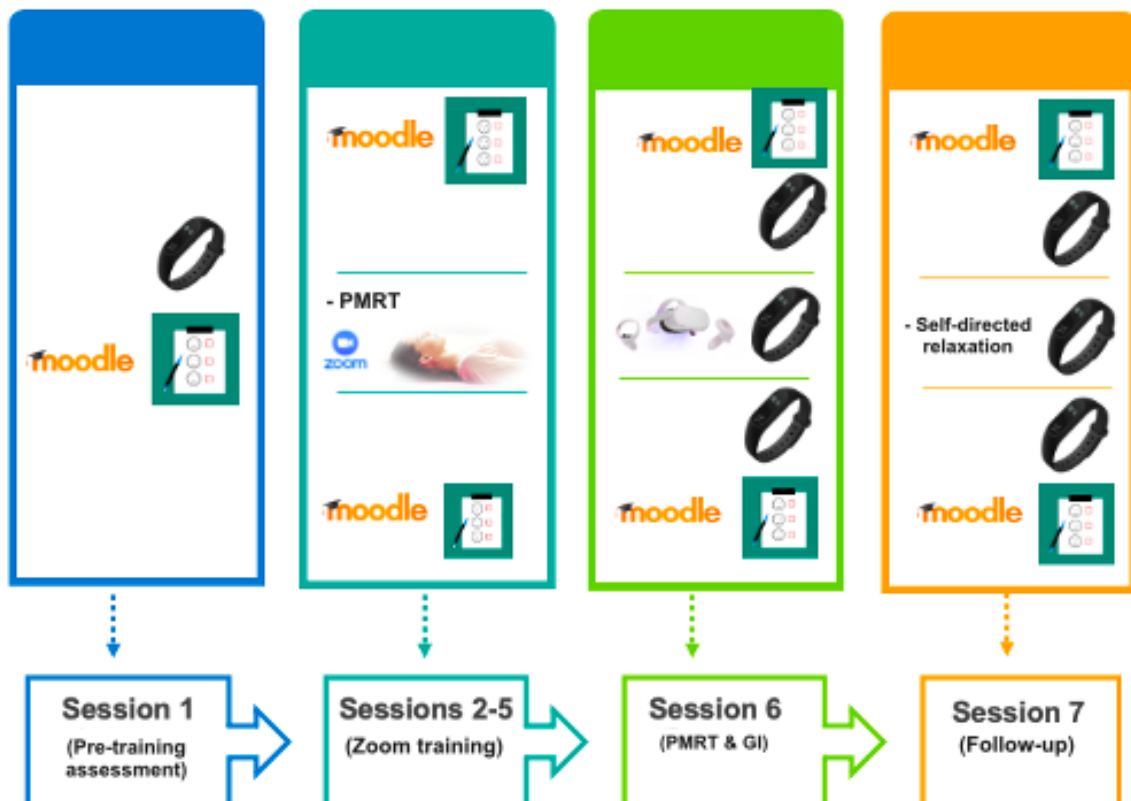 moodle
moodle
- PMRT
zoom
moodle
moodle
moodle
moodle
- Self-directed
relaxation
moodle
Session 1
(Pre-training
assessment)
Sessions 2-5
(Zoom training)
Session 6
(PMRT & GI)
Session 7
(Follow-up)